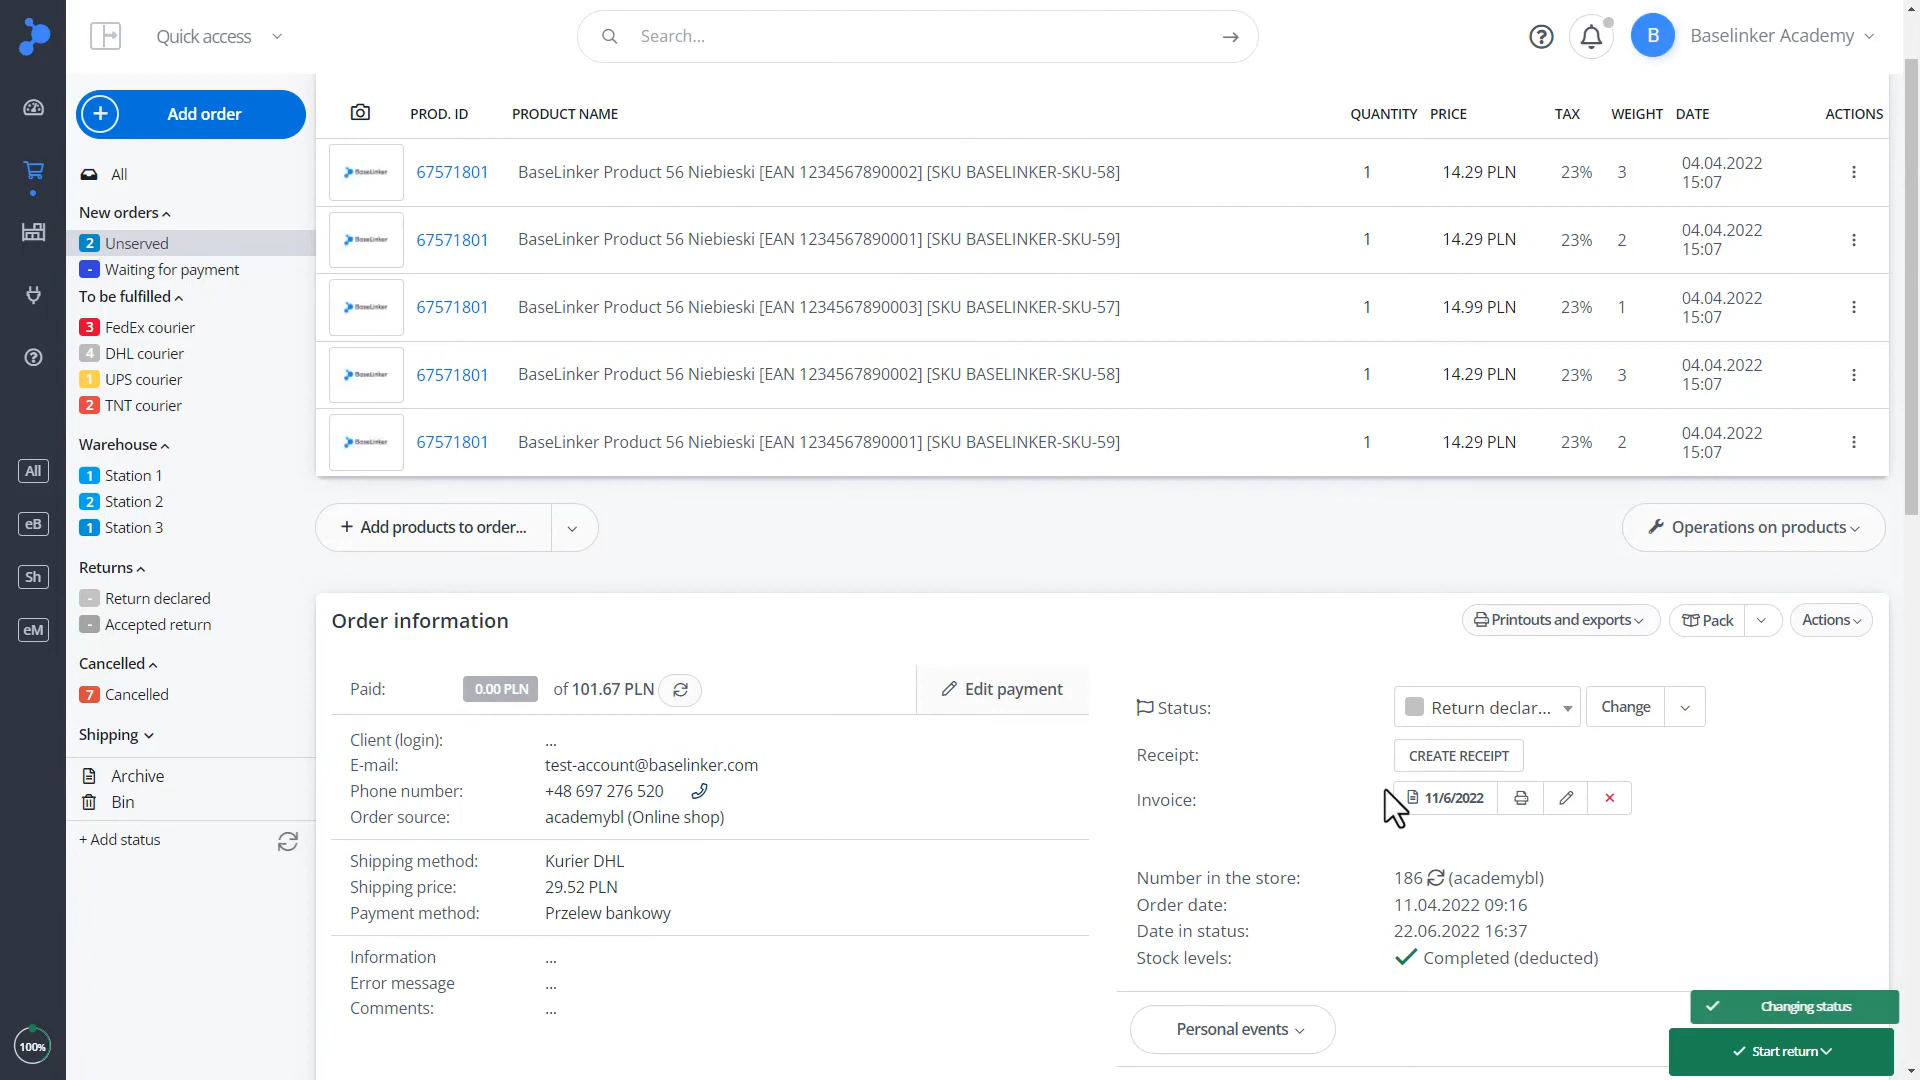 Quick access
Search...
B
Baselinker Academy
Add order
All
New orders
2 Unserved
- Waiting for payment
To be fulfilled
3 FedEx courier
4 DHL courier
1 UPS courier
2 TNT courier
Warehouse
1 Station 1
2 Station 2
1 Station 3
Returns
- Return declared
- Accepted return
Cancelled
7 Cancelled
Shipping
Archive
Bin
+ Add status
All
eB
Sh
eM
100%
PROD. ID PRODUCT NAME QUANTITY PRICE TAX WEIGHT DATE ACTIONS
BaseLinker 67571801 BaseLinker Product 56 Niebieski [EAN 1234567890002] [SKU BASELINKER-SKU-58] 1 14.29 PLN 23% 3 04.04.2022
15:07
BaseLinker 67571801 BaseLinker Product 56 Niebieski [EAN 1234567890001] [SKU BASELINKER-SKU-59] 1 14.29 PLN 23% 2 04.04.2022
15:07
BaseLinker 67571801 BaseLinker Product 56 Niebieski [EAN 1234567890003] [SKU BASELINKER-SKU-57] 1 14.99 PLN 23% 1 04.04.2022
15:07
BaseLinker 67571801 BaseLinker Product 56 Niebieski [EAN 1234567890002] [SKU BASELINKER-SKU-58] 1 14.29 PLN 23% 3 04.04.2022
15:07
BaseLinker 67571801 BaseLinker Product 56 Niebieski [EAN 1234567890001] [SKU BASELINKER-SKU-59] 1 14.29 PLN 23% 2 04.04.2022
15:07
+ Add products to order...
Operations on products
Order information
Printouts and exports
Pack
Actions
Paid: 0.00 PLN of 101.67 PLN
Edit payment
Client (login): ...
E-mail: test-account@baselinker.com
Phone number: +48 697 276 520
Order source: academybl (Online shop)
Shipping method: Kurier DHL
Shipping price: 29.52 PLN
Payment method: Przelew bankowy
Information ...
Error message ...
Comments: ...
Status: Return declar... Change
Receipt: CREATE RECEIPT
Invoice: 11/6/2022
Number in the store: 186 (academybl)
Order date: 11.04.2022 09:16
Date in status: 22.06.2022 16:37
Stock levels: Completed (deducted)
Personal events
Changing status
Start return